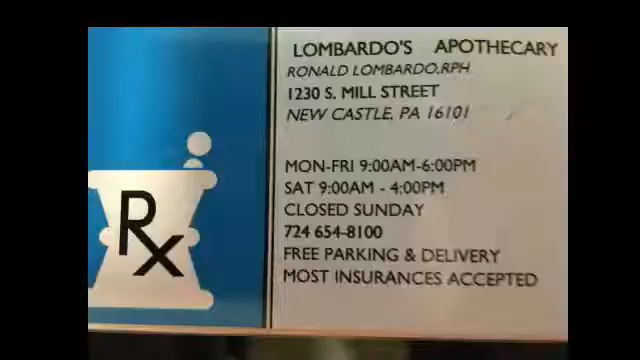 LOMBARDO'S APOTHECARY
RONALD LOMBARDO,RPH
1230 S. MILL STREET
NEW CASTLE, PA 16101
MON-FRI 9:00AM-6:00PM
SAT 9:00AM - 4:00PM
CLOSED SUNDAY
724 654-8100
FREE PARKING & DELIVERY
MOST INSURANCES ACCEPTED
Rx